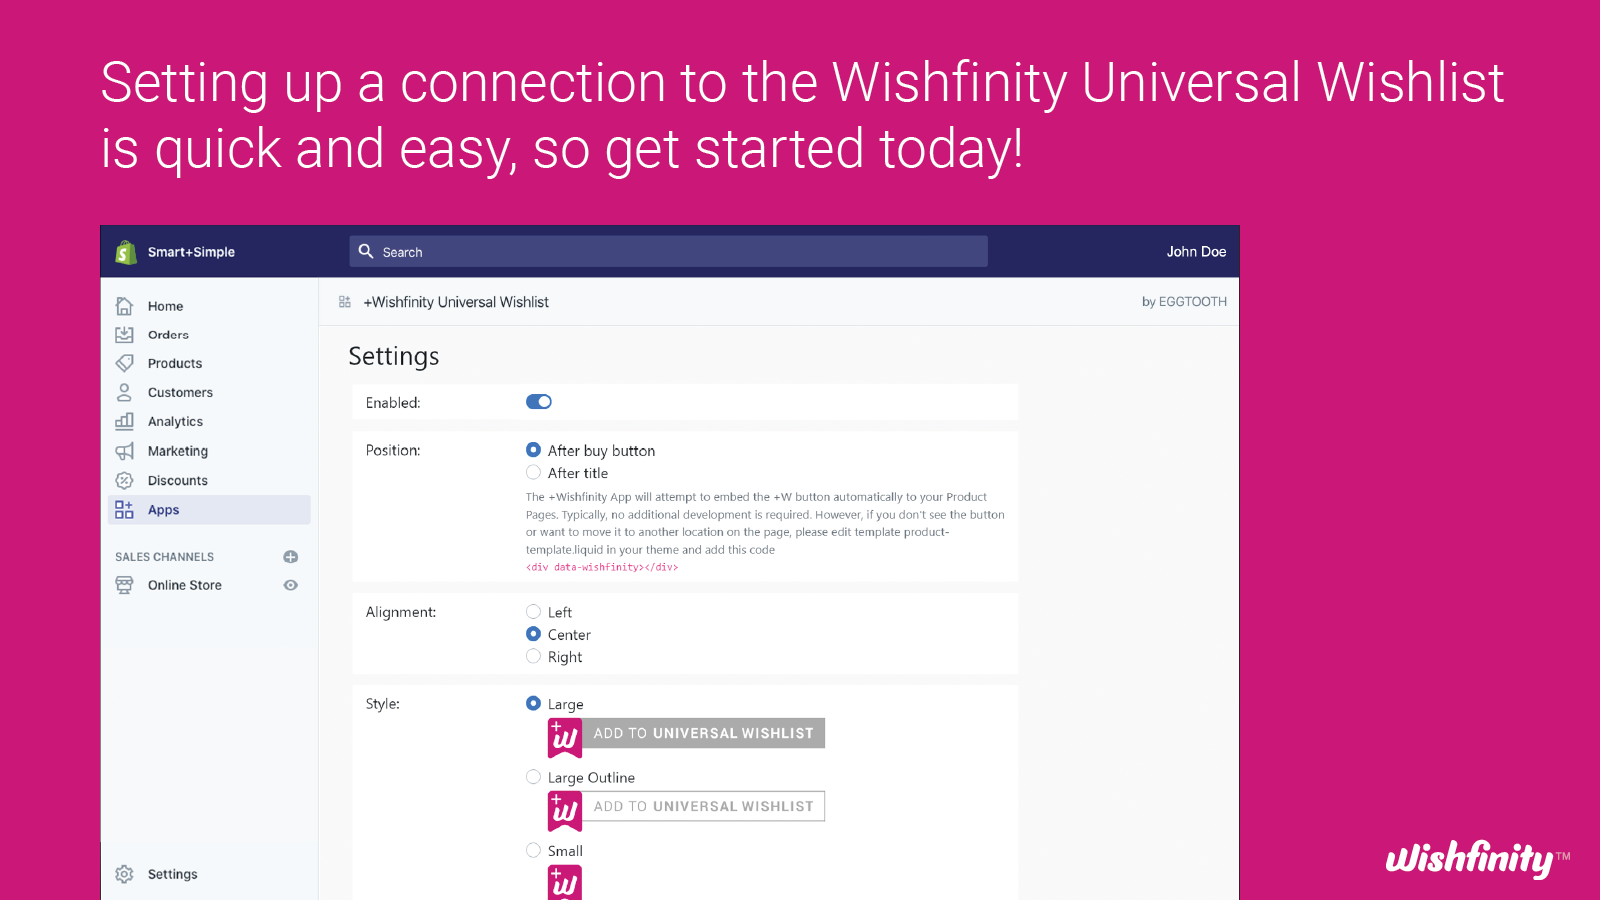 Setting up a connection to the Wishfinity Universal Wishlist
is quick and easy, so get started today!
Smart+Simple
Search
John Doe
Home
Orders
Products
Customers
Analytics
Marketing
Discounts
Apps
SALES CHANNELS
Online Store
Settings
+Wishfinity Universal Wishlist
by EGGTOOTH
Settings
Enabled:
Position:
After buy button
After title
The +Wishfinity App will attempt to embed the +W button automatically to your Product
Pages. Typically, no additional development is required. However, if you don't see the button
or want to move it to another location on the page, please edit template product-
template.liquid in your theme and add this code
<div data-wishfinity></div>
Alignment:
Left
Center
Right
Style:
Large
+W ADD TO UNIVERSAL WISHLIST
Large Outline
+W ADD TO UNIVERSAL WISHLIST
Small
+W
Wishfinity™